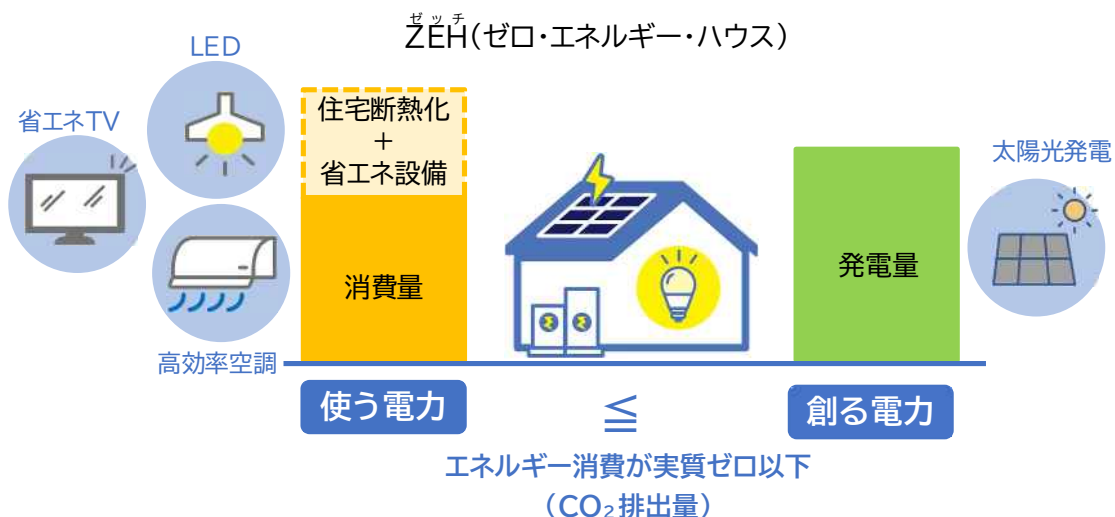 ゼッチ
ZEH(ゼロ・エネルギー・ハウス)
LED
省エネTV
高効率空調
住宅断熱化
+
省エネ設備
消費量
発電量
太陽光発電
使う電力
≦
創る電力
エネルギー消費が実質ゼロ以下
(CO₂排出量)